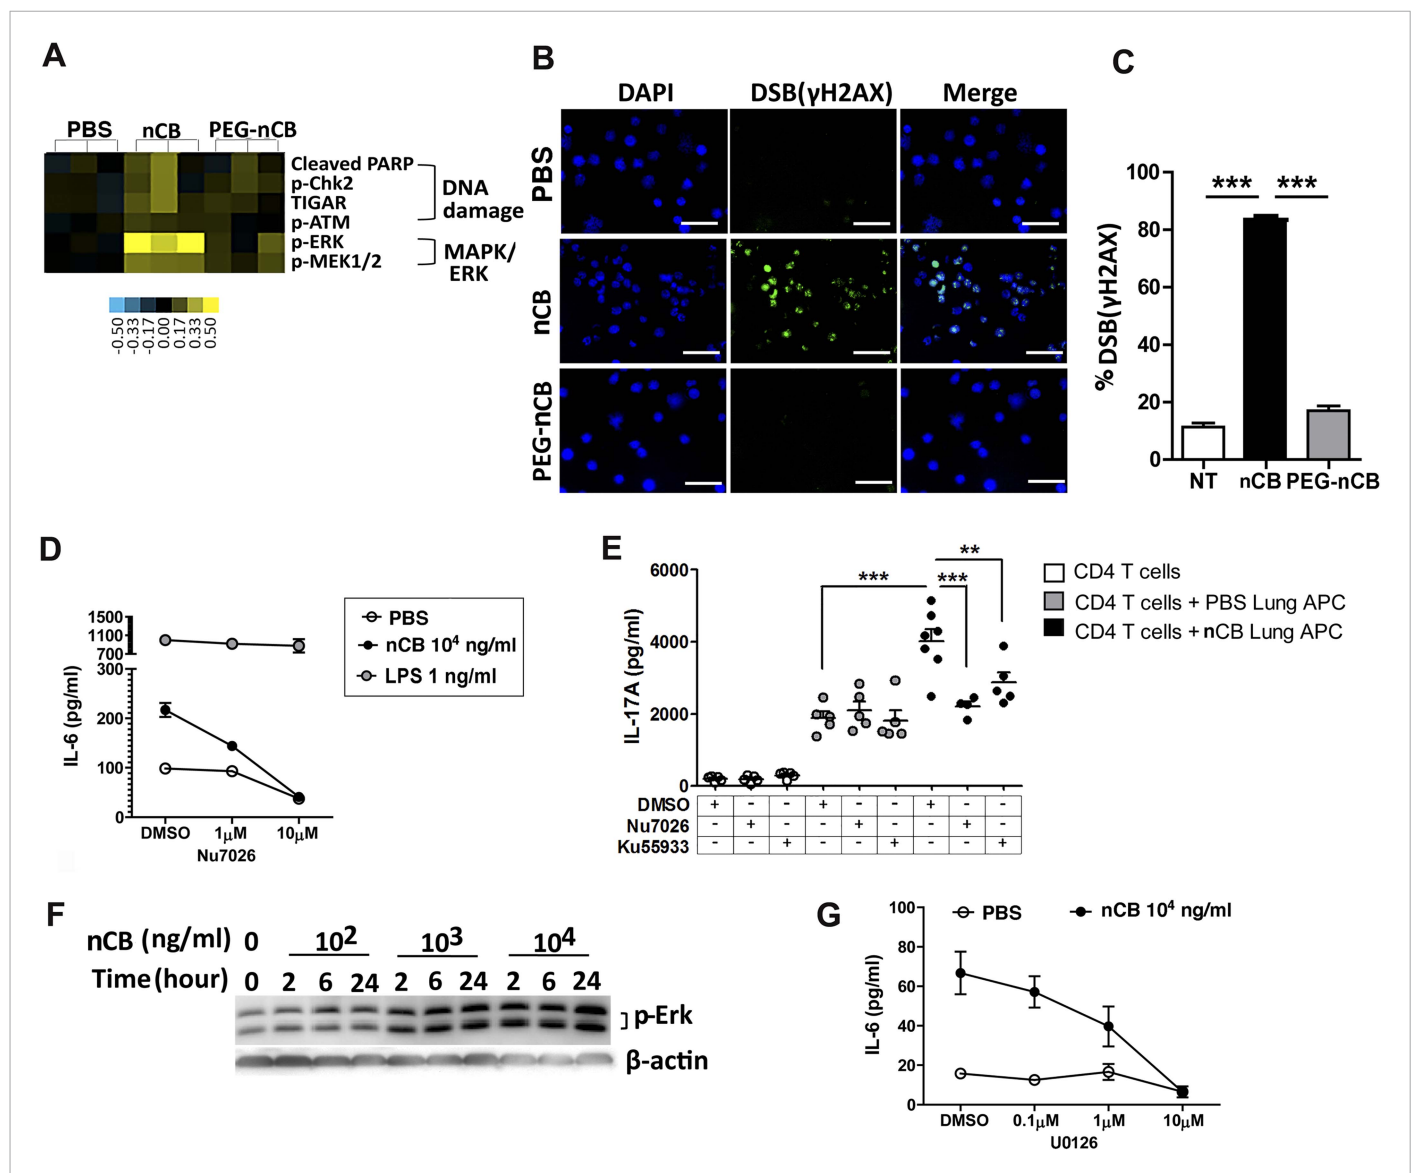 A
PBS nCB PEG-nCB
Cleaved PARP
p-Chk2
TIGAR
p-ATM
p-ERK
p-MEK1/2
DNA
damage
MAPK/
ERK
-0.50 -0.33 -0.17 0.00 0.17 0.33 0.50
B
DAPI DSB(γH2AX) Merge
PBS
nCB
PEG-nCB
C
%DSB(γH2AX)
100
80
60
40
20
0
*** ***
NT nCB PEG-nCB
D
IL-6 (pg/ml)
1500
1100
700
300
200
100
0
DMSO 1μM 10μM
Nu7026
PBS
nCB 10⁴ ng/ml
LPS 1 ng/ml
E
IL-17A (pg/ml)
6000
4000
2000
0
*** *** **
DMSO + - - + - - + - -
Nu7026 - + - - + - - + -
Ku55933 - - + - - + - - +
CD4 T cells
CD4 T cells + PBS Lung APC
CD4 T cells + nCB Lung APC
F
nCB (ng/ml) 0 10² 10³ 10⁴
Time (hour) 0 2 6 24 2 6 24 2 6 24
p-Erk
β-actin
G
PBS nCB 10⁴ ng/ml
IL-6 (pg/ml)
100
80
60
40
20
0
DMSO 0.1μM 1μM 10μM
U0126